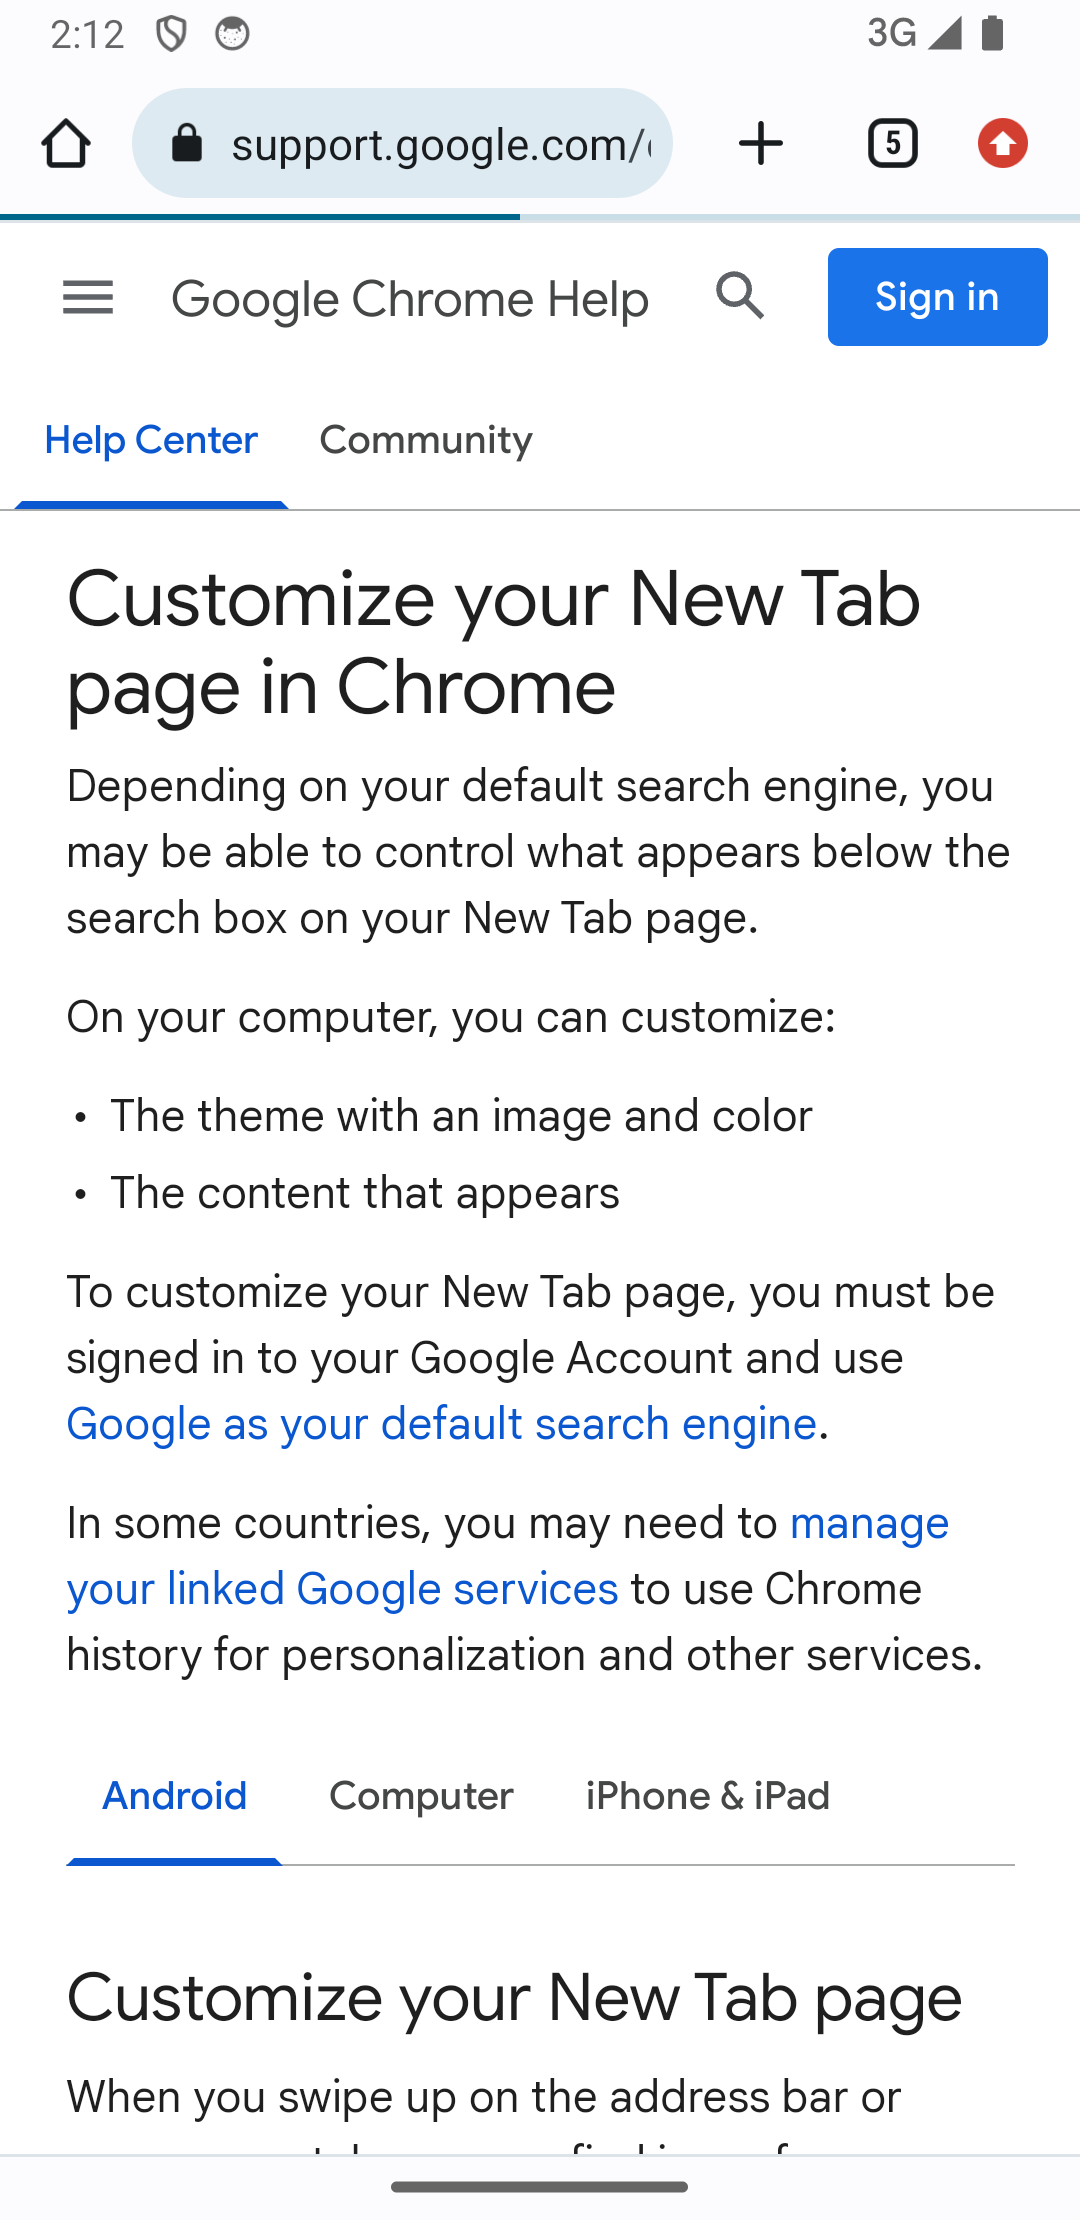 2:12
3G
support.google.com/
5
Google Chrome Help
Sign in
Help Center
Community
Customize your New Tab
page in Chrome
Depending on your default search engine, you
may be able to control what appears below the
search box on your New Tab page.
On your computer, you can customize:
• The theme with an image and color
• The content that appears
To customize your New Tab page, you must be
signed in to your Google Account and use
Google as your default search engine.
In some countries, you may need to manage
your linked Google services to use Chrome
history for personalization and other services.
Android
Computer
iPhone & iPad
Customize your New Tab page
When you swipe up on the address bar or